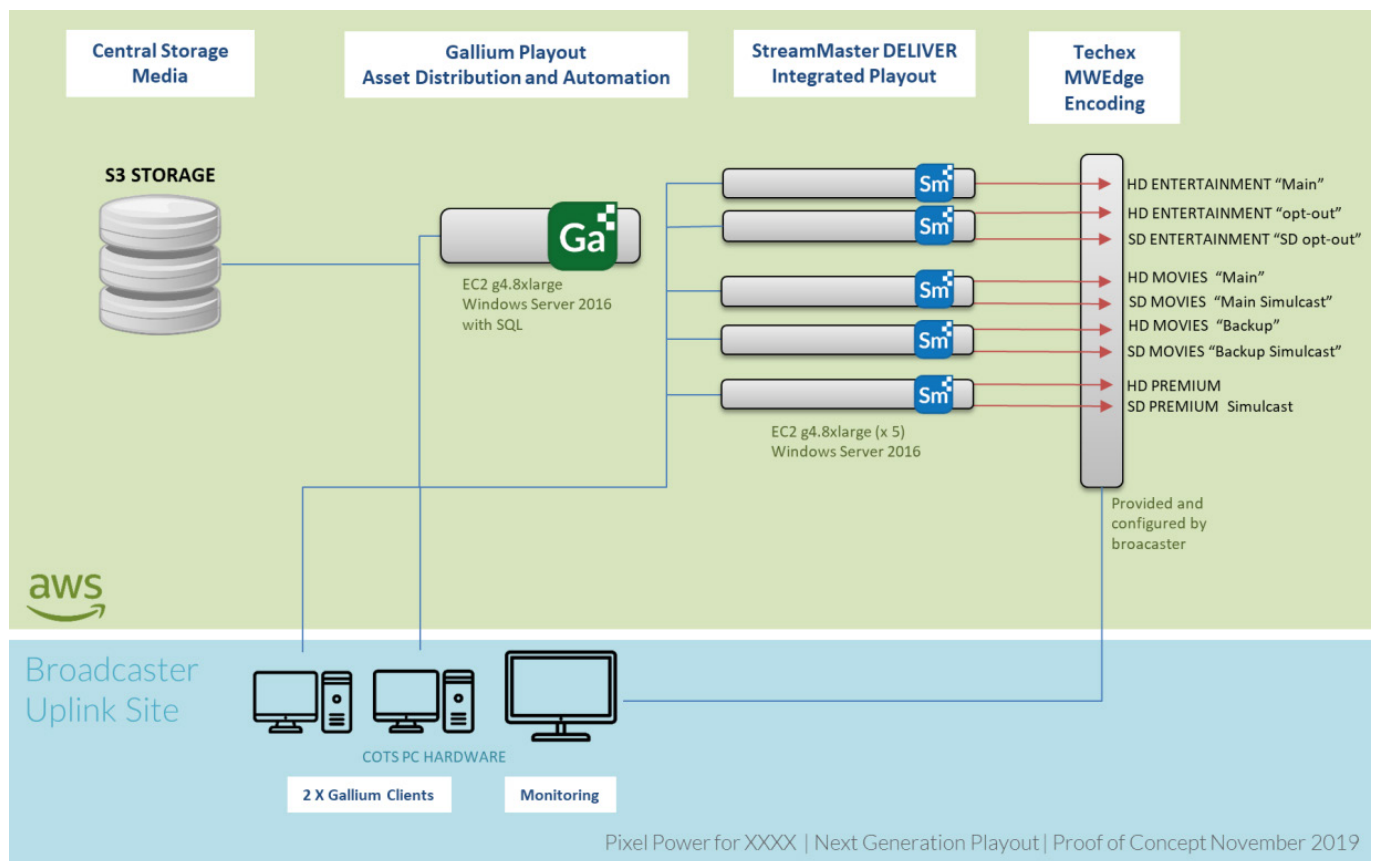 Central Storage
Media
Gallium Playout
Asset Distribution and Automation
StreamMaster DELIVER
Integrated Playout
Techex
MWEdge
Encoding
S3 STORAGE
Ga
EC2 g4.8xlarge
Windows Server 2016
with SQL
Sm
Sm
Sm
Sm
Sm
EC2 g4.8xlarge (x 5)
Windows Server 2016
HD ENTERTAINMENT “Main”
HD ENTERTAINMENT “opt-out”
SD ENTERTAINMENT “SD opt-out”
HD MOVIES “Main”
SD MOVIES “Main Simulcast”
HD MOVIES “Backup”
SD MOVIES “Backup Simulcast”
HD PREMIUM
SD PREMIUM Simulcast
Provided and
configured by
broacaster
aws
Broadcaster
Uplink Site
COTS PC HARDWARE
2 X Gallium Clients
Monitoring
Pixel Power for XXXX | Next Generation Playout | Proof of Concept November 2019